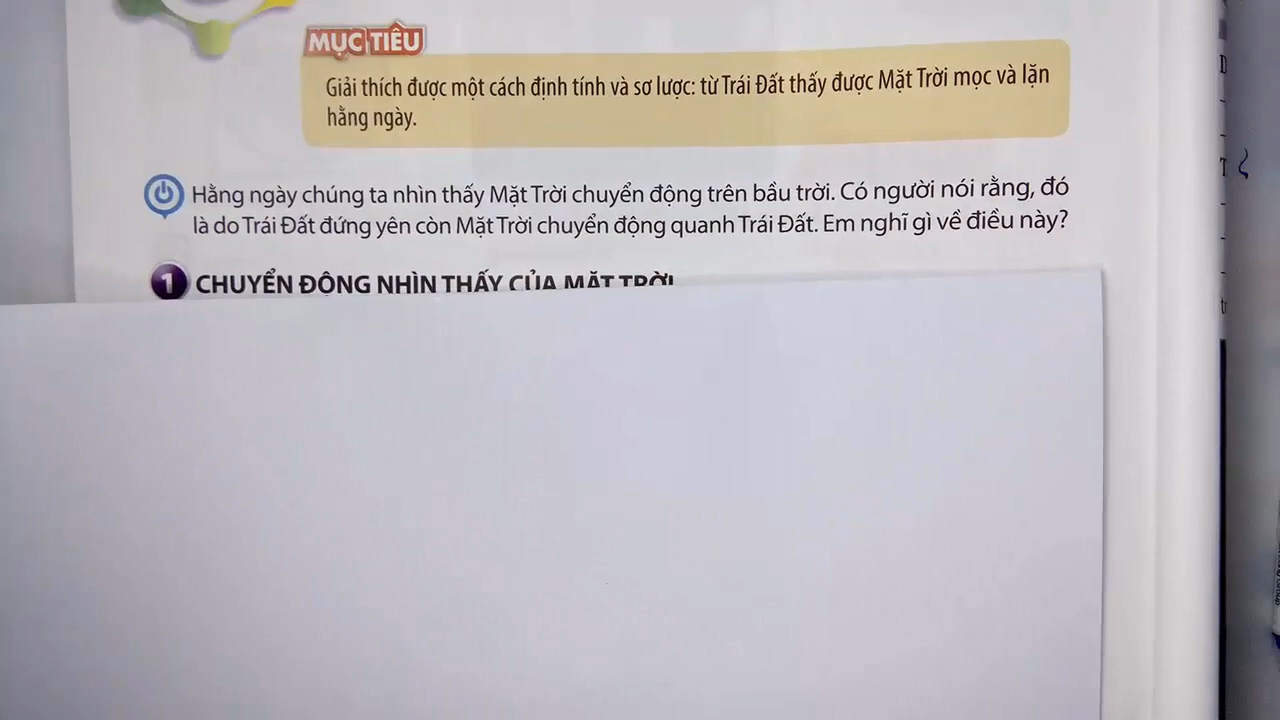 MỤC TIÊU
Giải thích được một cách định tính và sơ lược: từ Trái Đất thấy được Mặt Trời mọc và lặn
hằng ngày.
Hằng ngày chúng ta nhìn thấy Mặt Trời chuyển động trên bầu trời. Có người nói rằng, đó
là do Trái Đất đứng yên còn Mặt Trời chuyển động quanh Trái Đất. Em nghĩ gì về điều này?
1 CHUYỂN ĐỘNG NHÌN THẤY CỦA MẶT TRỜI